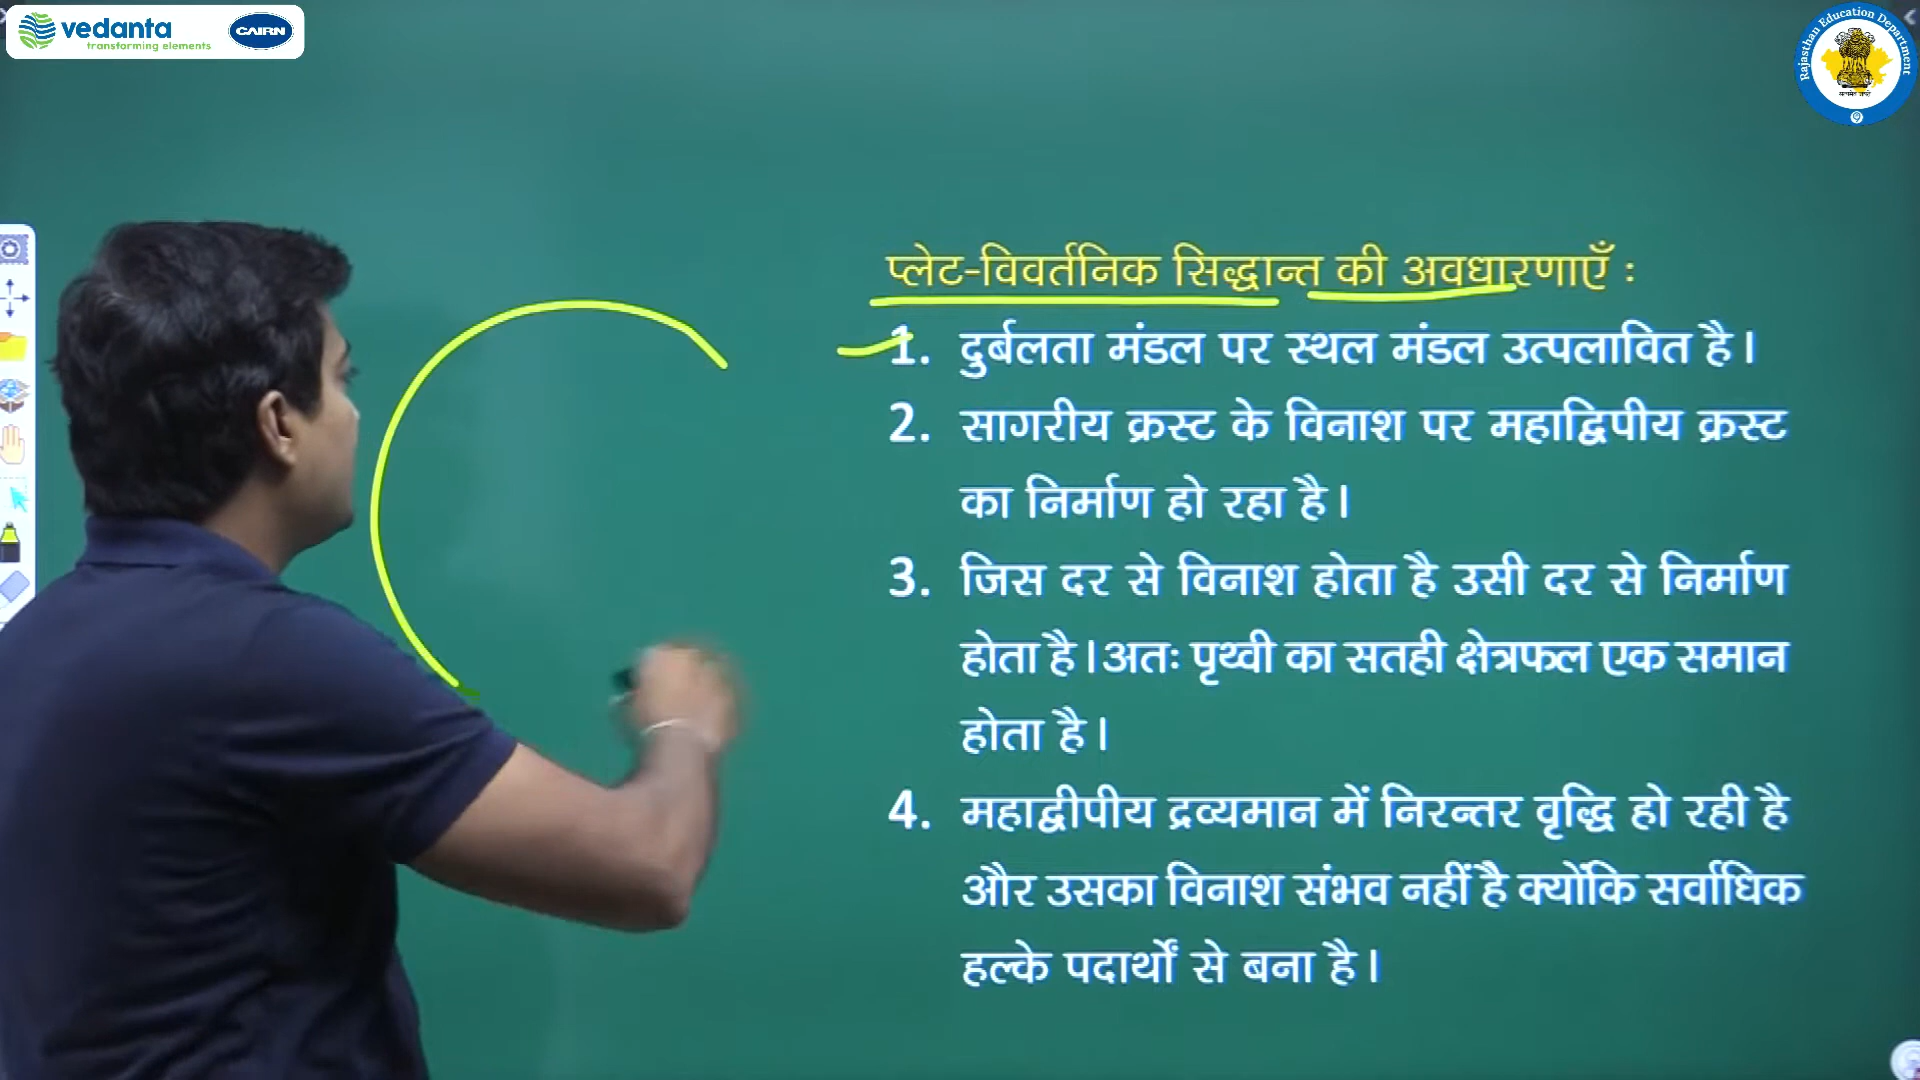 vedanta
transforming elements
CAIRN
Rajasthan Education Department
प्लेट-विवर्तनिक सिद्धान्त की अवधारणाएँ :
1. दुर्बलता मंडल पर स्थल मंडल उत्पलावित है।
2. सागरीय क्रस्ट के विनाश पर महाद्विपीय क्रस्ट
का निर्माण हो रहा है।
3. जिस दर से विनाश होता है उसी दर से निर्माण
होता है। अतः पृथ्वी का सतही क्षेत्रफल एक समान
होता है।
4. महाद्वीपीय द्रव्यमान में निरन्तर वृद्धि हो रही है
और उसका विनाश संभव नहीं है क्योंकि सर्वाधिक
हल्के पदार्थों से बना है।